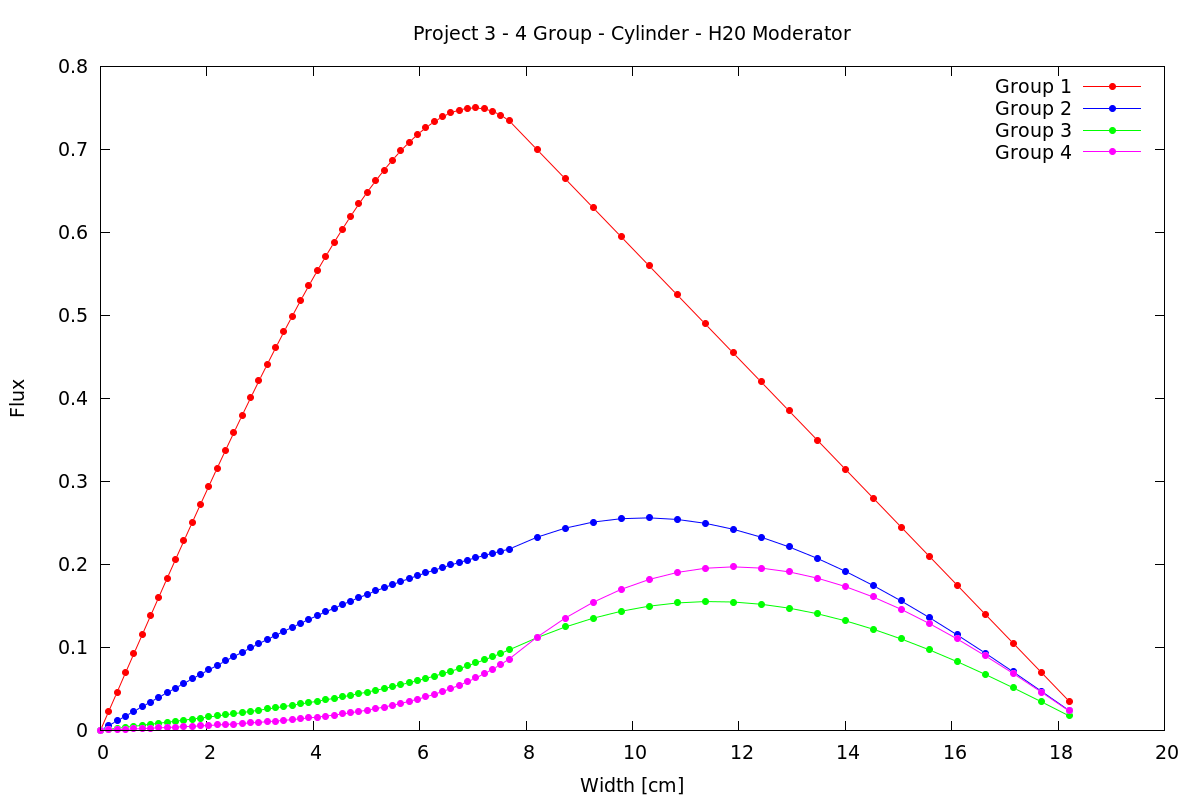 Project 3 - 4 Group - Cylinder - H20 Moderator
Group 1
Group 2
Group 3
Group 4
0.8
0.7
0.6
0.5
0.4
0.3
0.2
0.1
0
Flux
0 2 4 6 8 10 12 14 16 18 20
Width [cm]